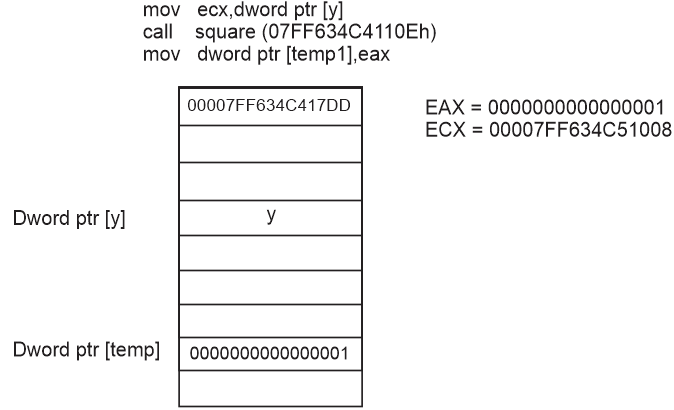 mov ecx,dword ptr [y]
call square (07FF634C4110Eh)
mov dword ptr [temp1],eax
00007FF634C417DD
EAX = 0000000000000001
ECX = 00007FF634C51008
Dword ptr [y]
y
Dword ptr [temp]
0000000000000001